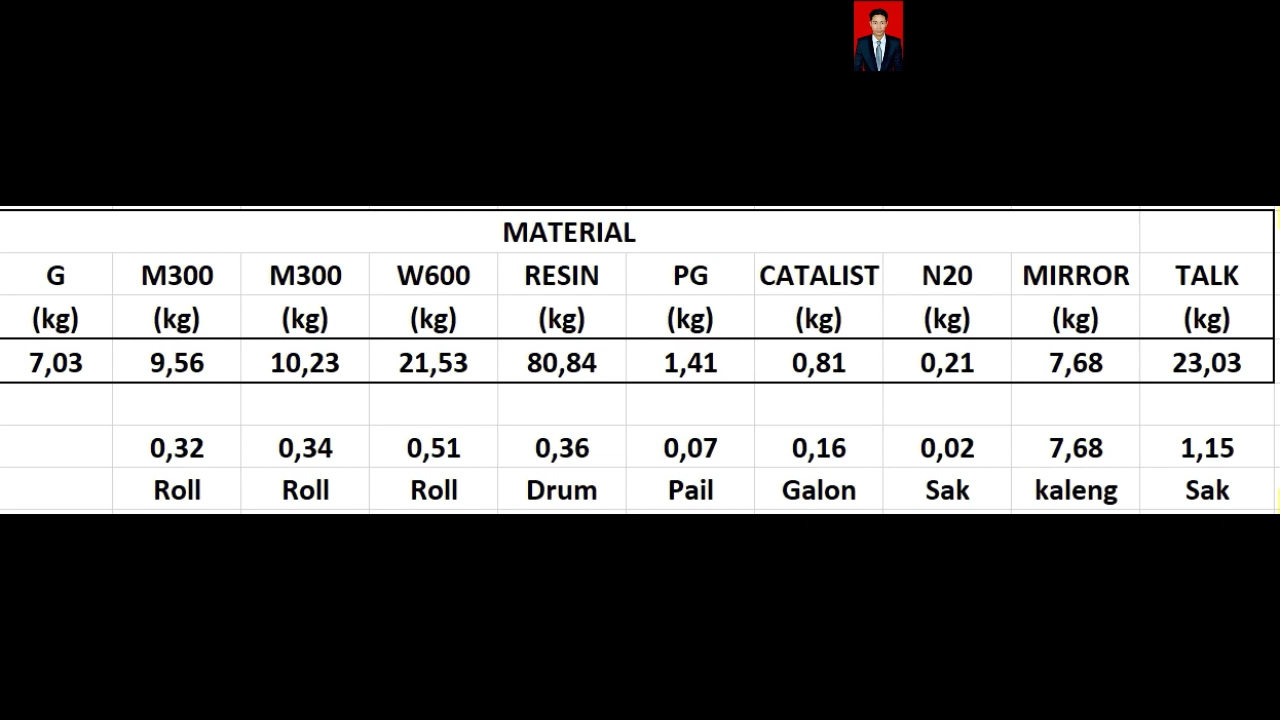 MATERIAL
G M300 M300 W600 RESIN PG CATALIST N20 MIRROR TALK
(kg) (kg) (kg) (kg) (kg) (kg) (kg) (kg) (kg) (kg)
7,03 9,56 10,23 21,53 80,84 1,41 0,81 0,21 7,68 23,03
0,32 0,34 0,51 0,36 0,07 0,16 0,02 7,68 1,15
Roll Roll Roll Drum Pail Galon Sak kaleng Sak